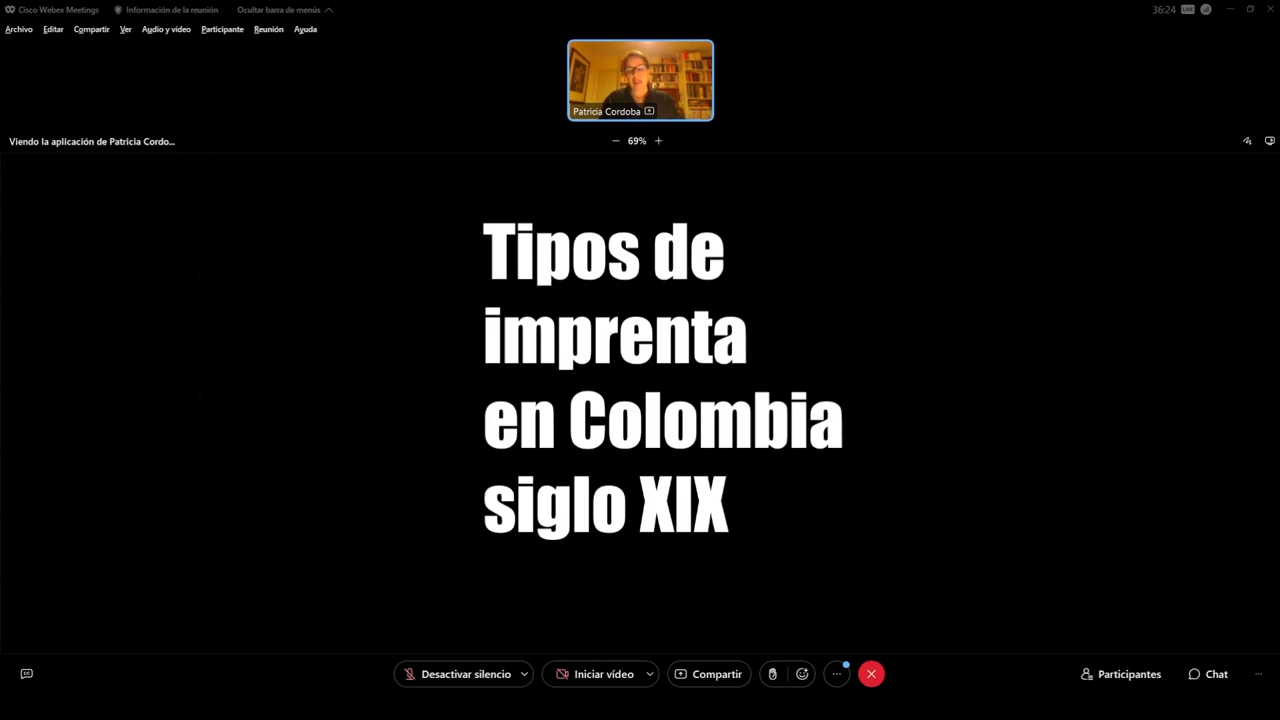 Cisco Webex Meetings Información de la reunión Ocultar barra de menús 36:24 LIVE
Archivo Editar Compartir Ver Audio y vídeo Participante Reunión Ayuda
Patricia Cordoba
Viendo la aplicación de Patricia Cordo... 69%
Tipos de
imprenta
en Colombia
siglo XIX
Desactivar silencio Iniciar vídeo Compartir Participantes Chat